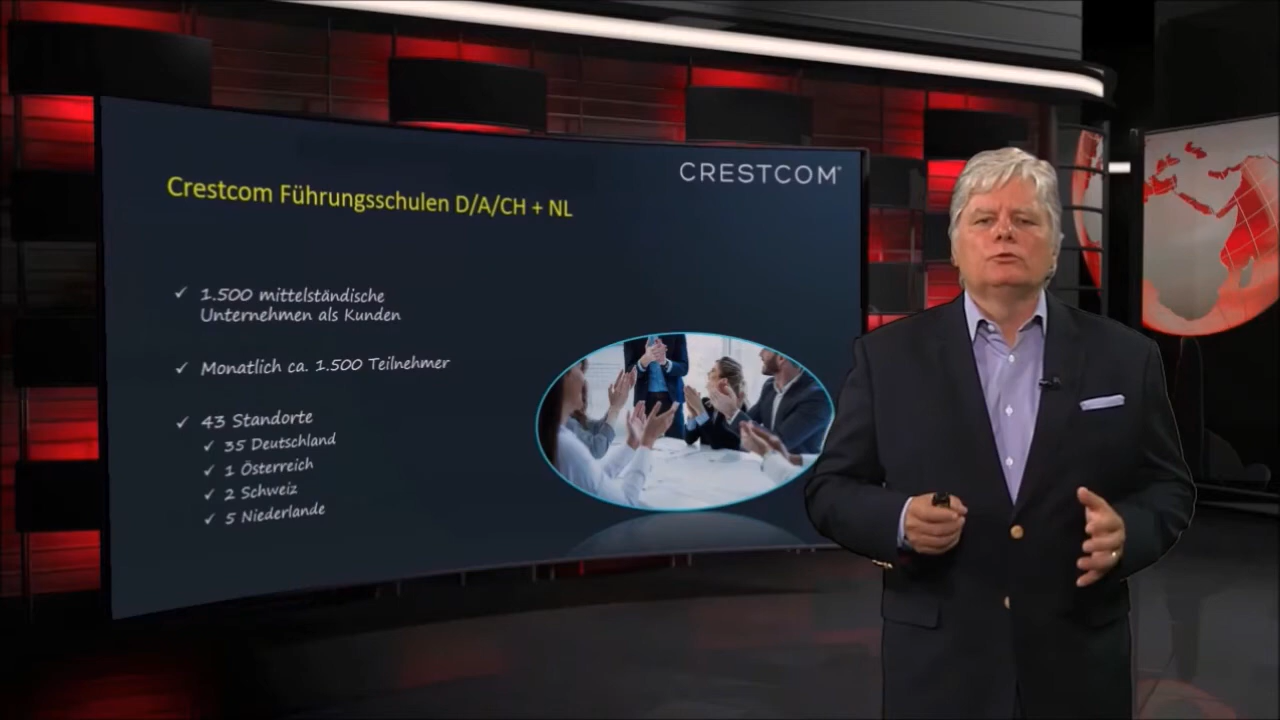 CRESTCOM
Crestcom Führungsschulen D/A/CH + NL
1.500 mittelständische
Unternehmen als Kunden
Monatlich ca. 1.500 Teilnehmer
43 Standorte
35 Deutschland
1 Österreich
2 Schweiz
5 Niederlande